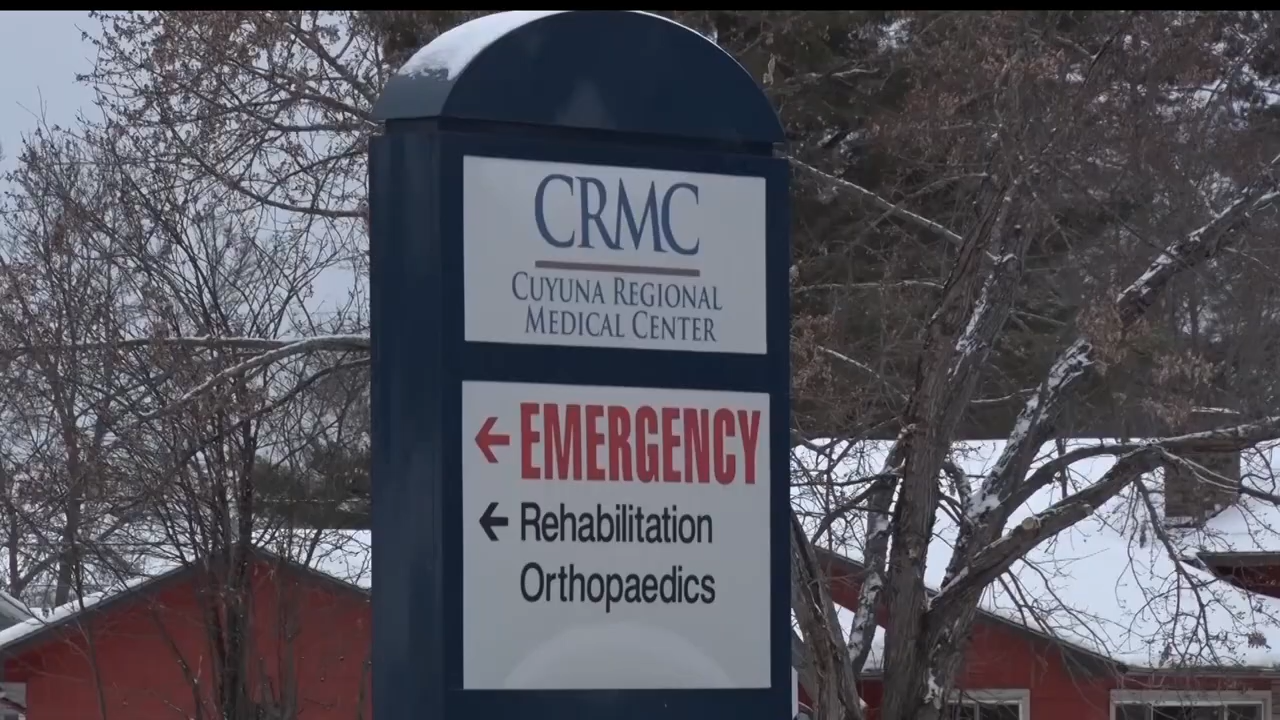 CRMC
CUYUNA REGIONAL
MEDICAL CENTER
← EMERGENCY
← Rehabilitation
Orthopaedics